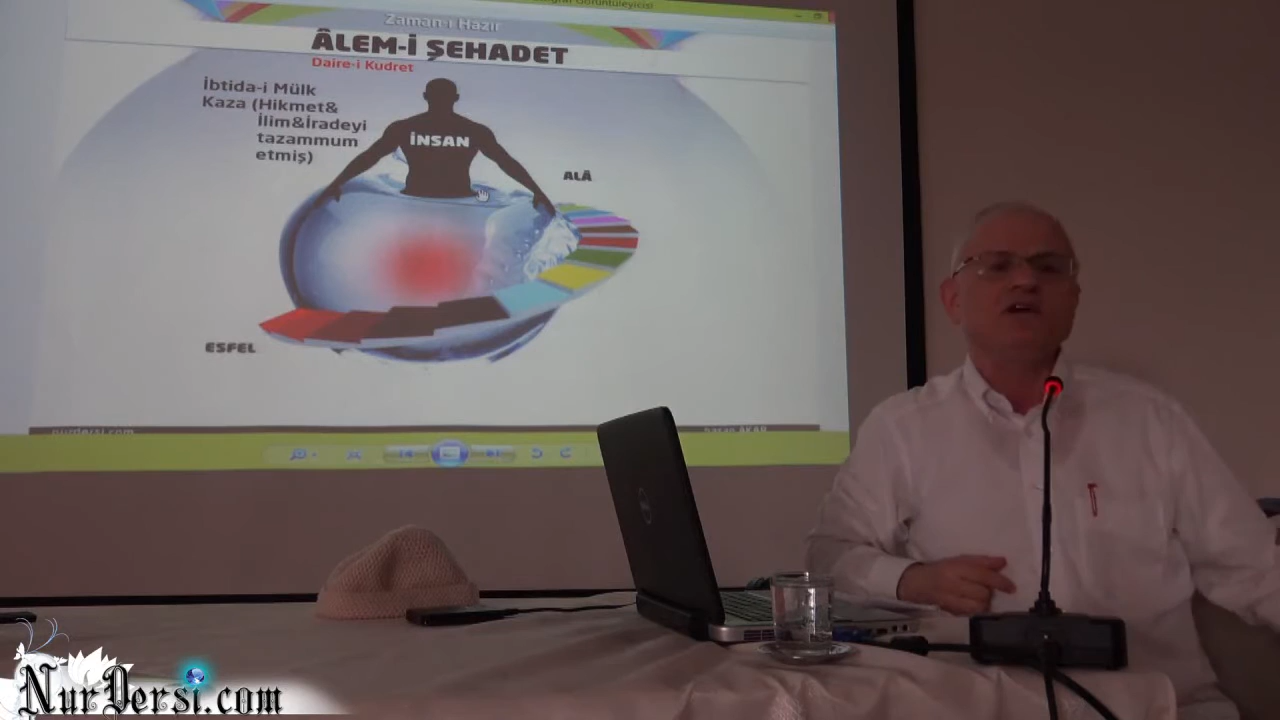 Zaman-ı Hazır
ÂLEM-İ ŞEHADET
Daire-i Kudret
İbtida-i Mülk
Kaza (Hikmet&
İlim&İradeyi
tazammum
etmiş)
İNSAN
ALÂ
ESFEL
nurdersi.com
NurDersi.com